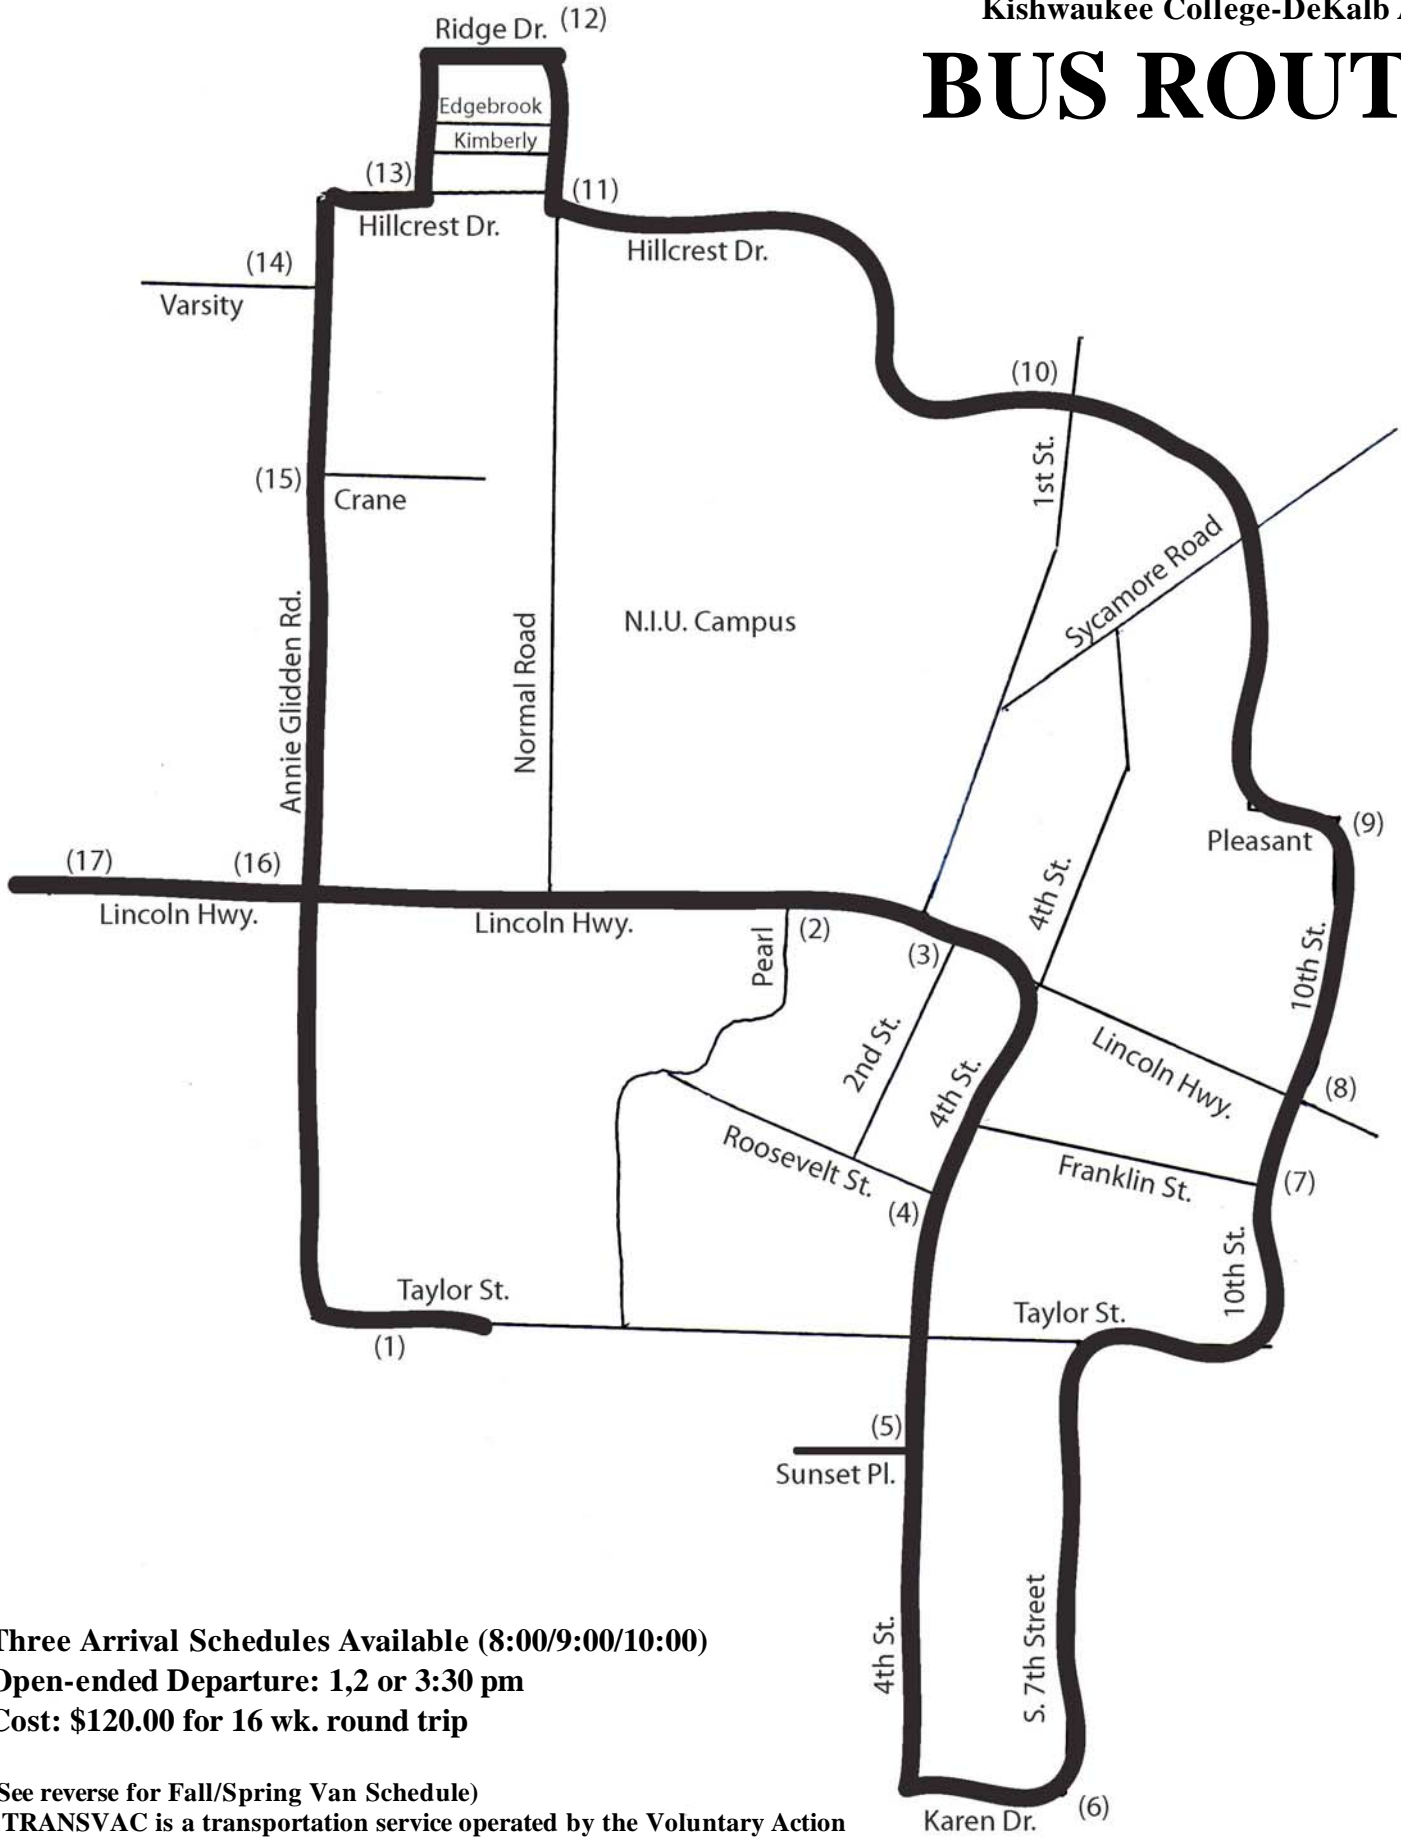 Kishwaukee College-DeKalb
BUS ROUT
Ridge Dr. (12)
Edgebrook
Kimberly
(13)
(11)
Hillcrest Dr.
Hillcrest Dr.
(14)
Varsity
(10)
1st St.
(15)
Crane
Sycamore Road
Annie Glidden Rd.
Normal Road
N.I.U. Campus
(9)
Pleasant
(17)
(16)
4th St.
Lincoln Hwy.
Lincoln Hwy.
Pearl
(2)
(3)
10th St.
2nd St.
4th St.
Lincoln Hwy.
(8)
Roosevelt St.
Franklin St.
(7)
(4)
10th St.
Taylor St.
Taylor St.
(1)
(5)
Sunset Pl.
4th St.
S. 7th Street
Three Arrival Schedules Available (8:00/9:00/10:00)
Open-ended Departure: 1,2 or 3:30 pm
Cost: $120.00 for 16 wk. round trip
(See reverse for Fall/Spring Van Schedule)
TRANSVAC is a transportation service operated by the Voluntary Action
Karen Dr.
(6)